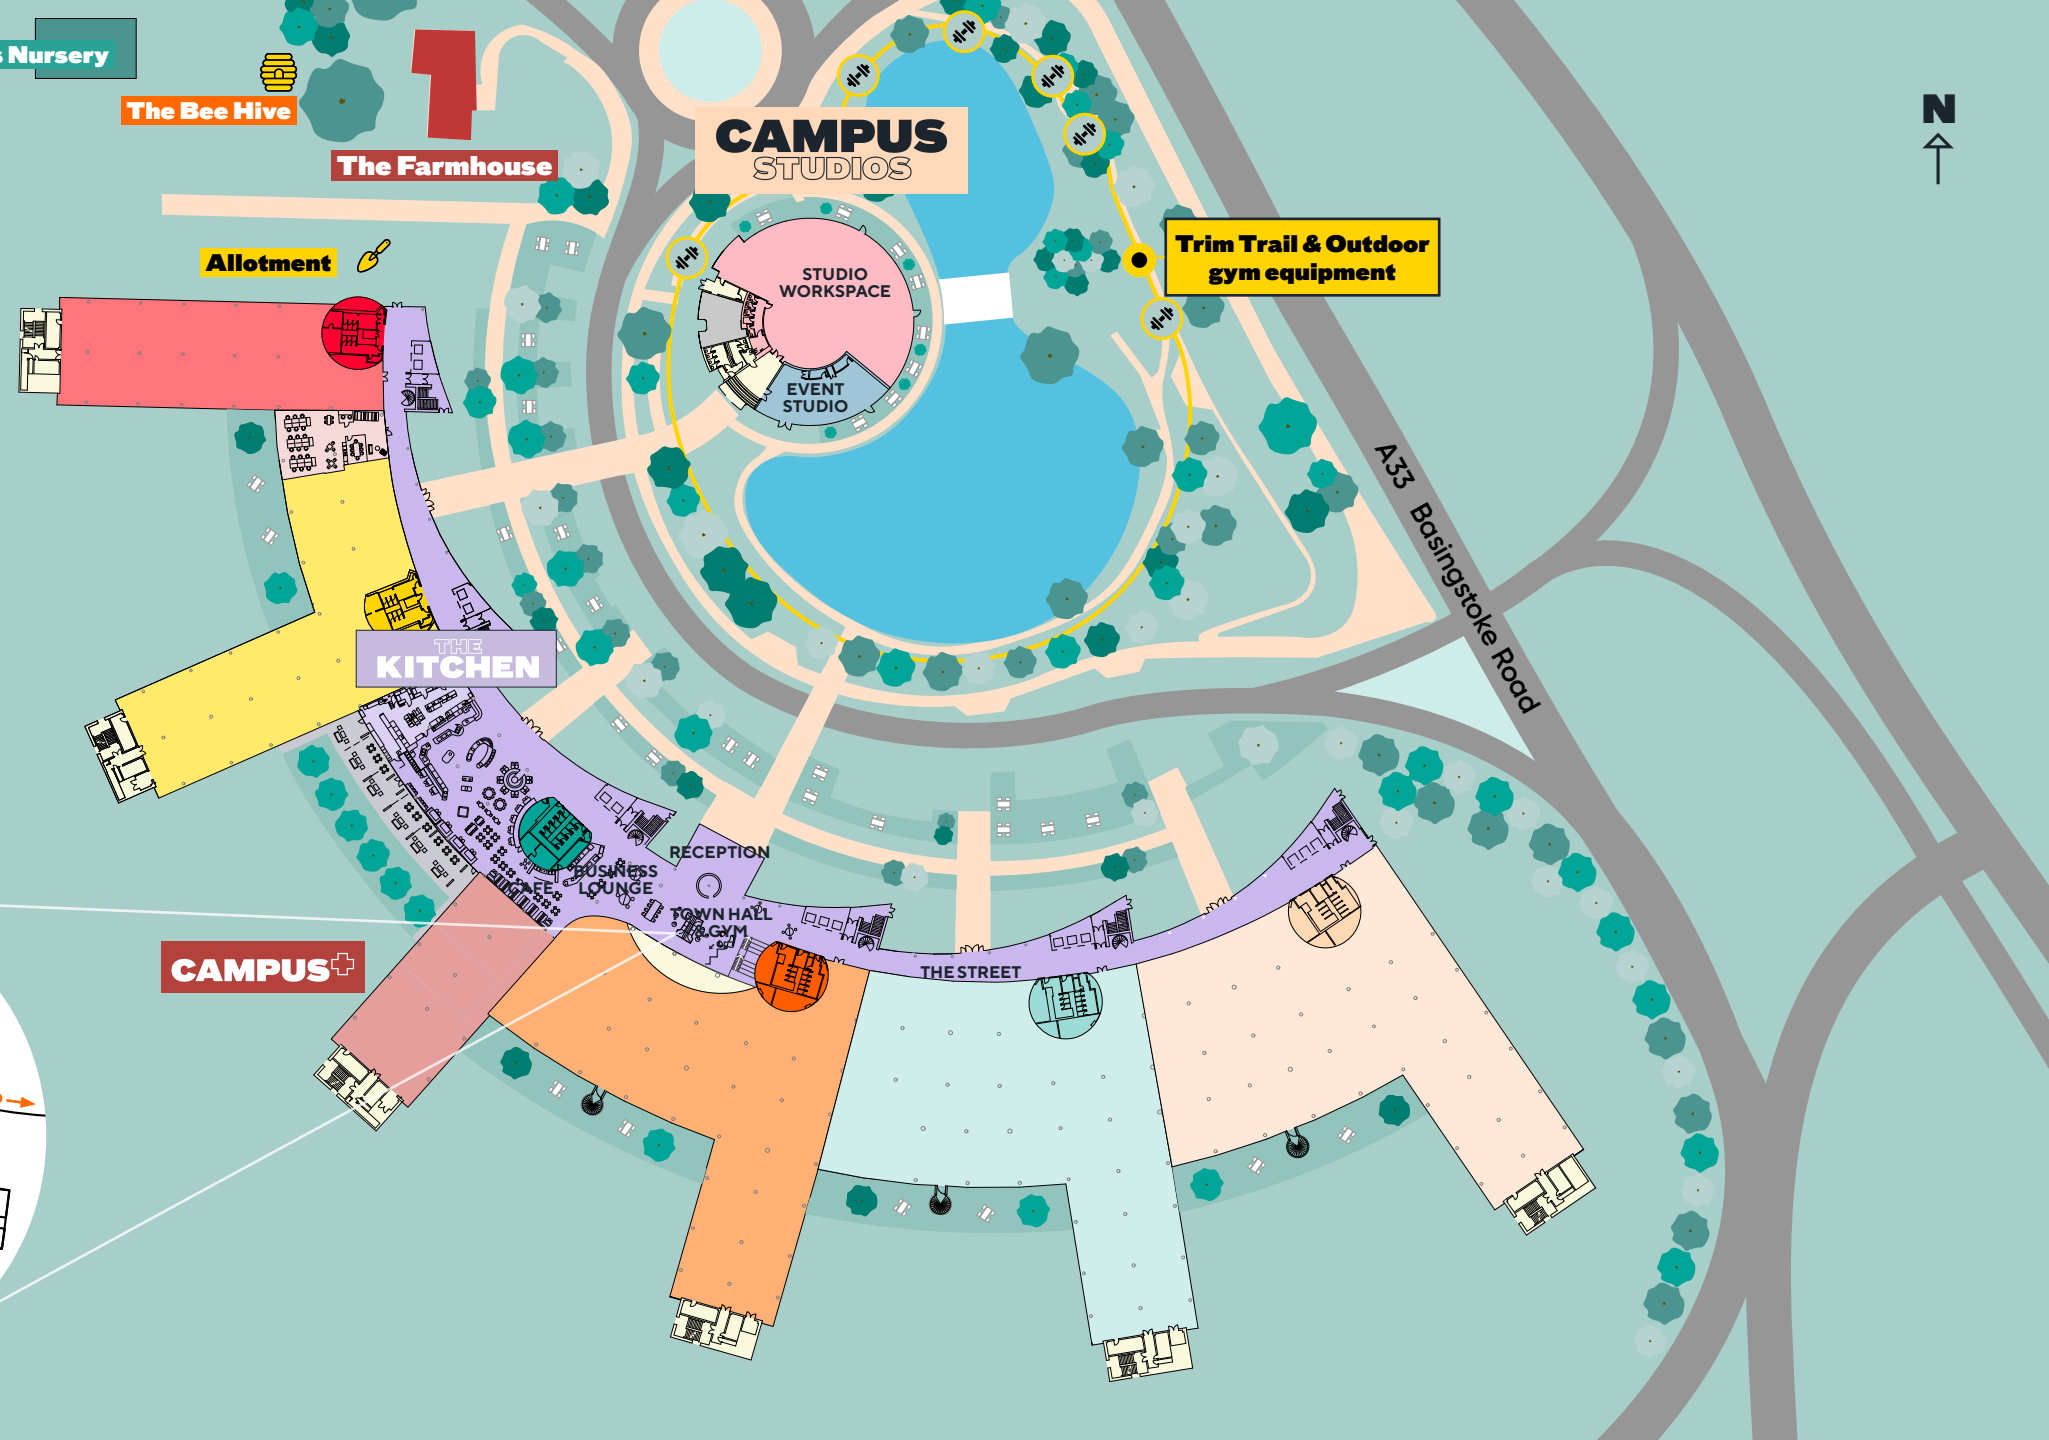 s Nursery
The Bee Hive
The Farmhouse
CAMPUS
STUDIOS
N
Allotment
Trim Trail & Outdoor
gym equipment
STUDIO
WORKSPACE
EVENT
STUDIO
A33 Basingstoke Road
THE
KITCHEN
RECEPTION
BUSINESS
LOUNGE
CAFE
TOWN HALL
&GYM
THE STREET
CAMPUS+